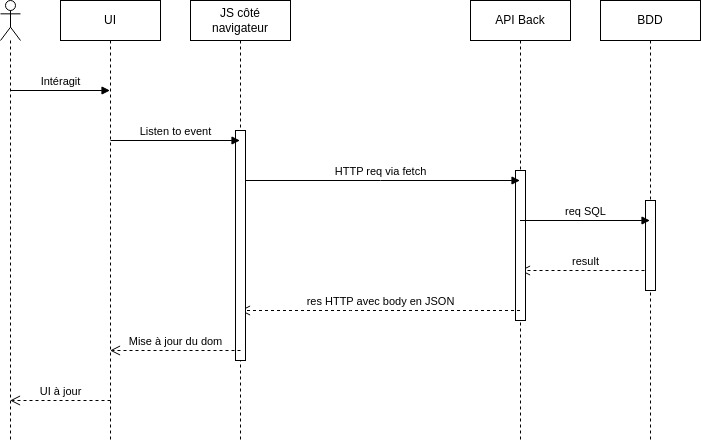 UI
JS côté
navigateur
API Back
BDD
Intéragit
Listen to event
HTTP req via fetch
req SQL
result
res HTTP avec body en JSON
Mise à jour du dom
UI à jour